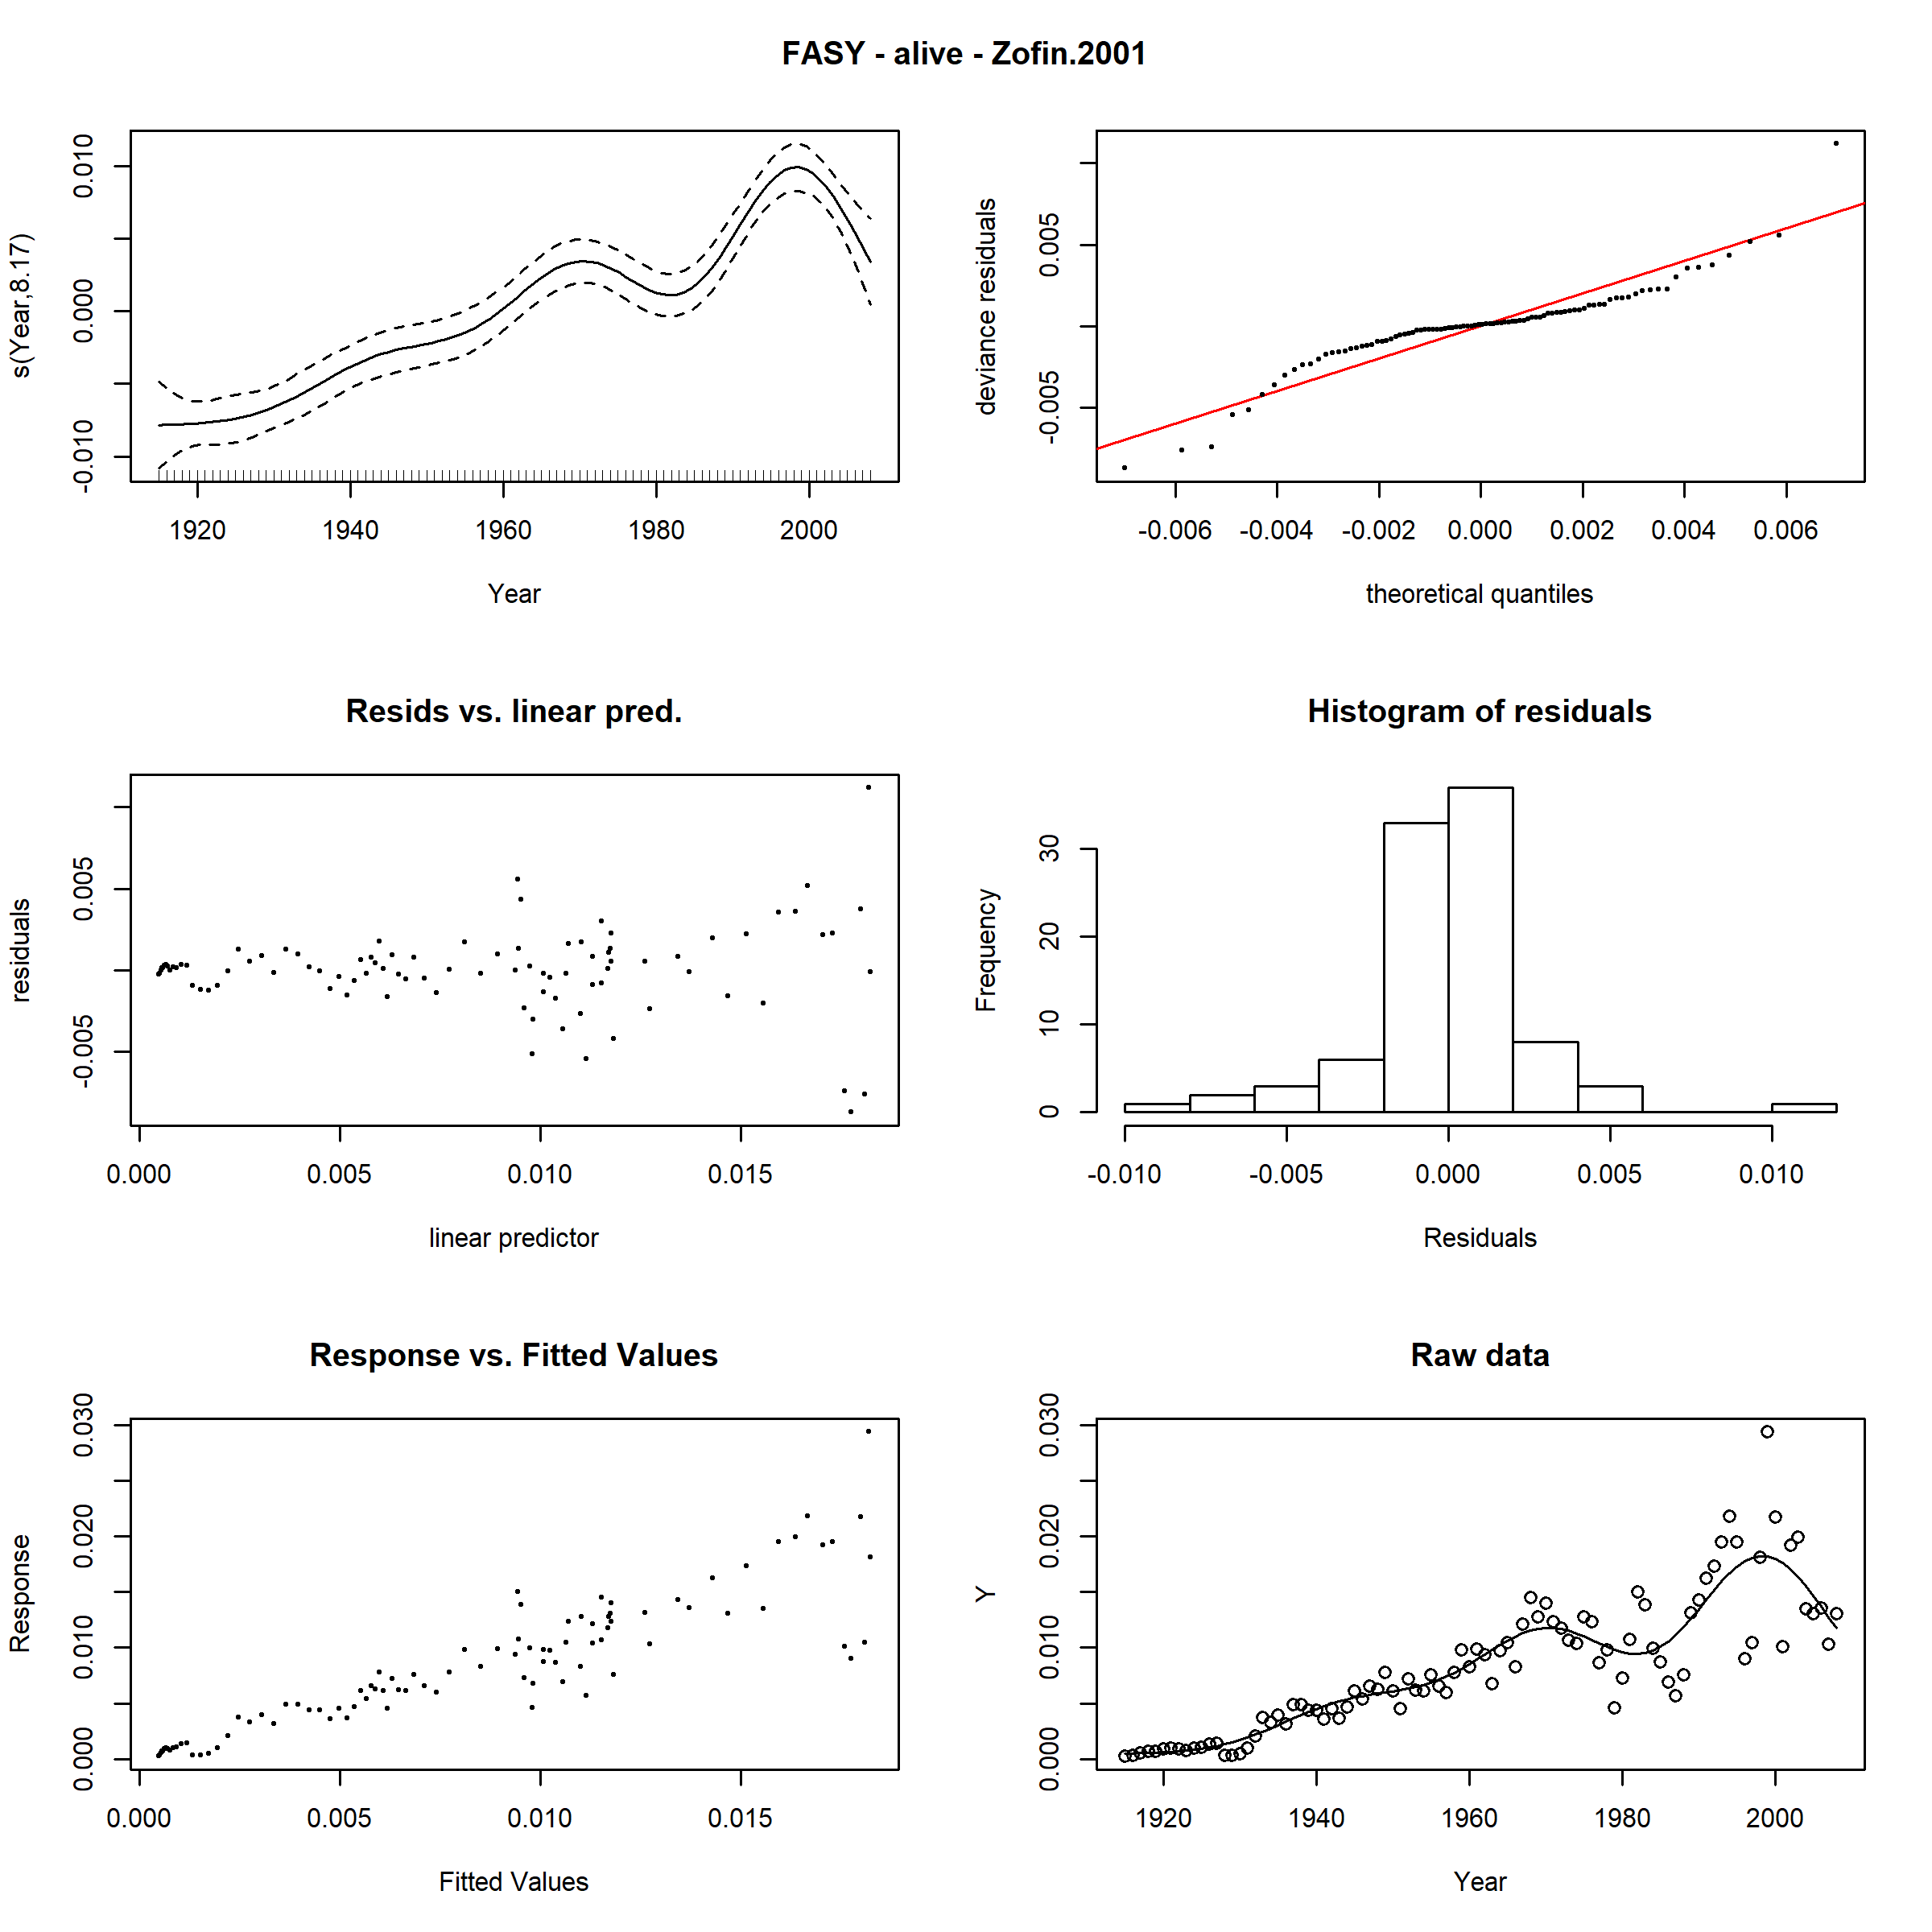 FASY - alive - Zofin.2001
s(Year,8.17)
-0.010 0.000 0.010
1920 1940 1960 1980 2000
Year
deviance residuals
-0.005 0.005
-0.006 -0.004 -0.002 0.000 0.002 0.004 0.006
theoretical quantiles
Resids vs. linear pred.
residuals
-0.005 0.005
0.000 0.005 0.010 0.015
linear predictor
Histogram of residuals
Frequency
0 10 20 30
-0.010 -0.005 0.000 0.005 0.010
Residuals
Response vs. Fitted Values
Response
0.000 0.010 0.020 0.030
0.000 0.005 0.010 0.015
Fitted Values
Raw data
Y
0.000 0.010 0.020 0.030
1920 1940 1960 1980 2000
Year